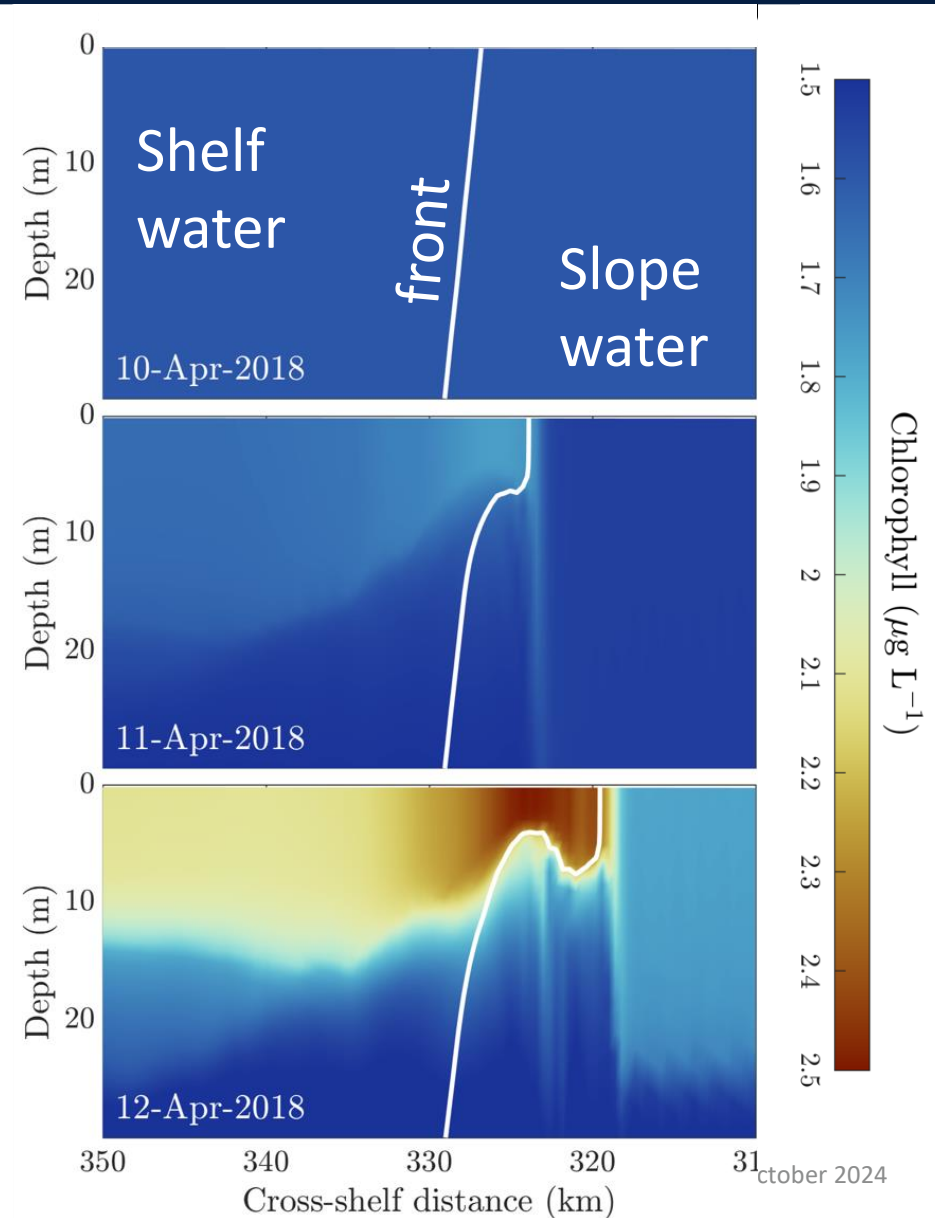 0
10
20
Depth (m)
Shelf
water
front
Slope
water
10-Apr-2018
0
10
20
Depth (m)
11-Apr-2018
0
10
20
Depth (m)
12-Apr-2018
350 340 330 320 31
Cross-shelf distance (km)
1.5
1.6
1.7
1.8
1.9
2
2.1
2.2
2.3
2.4
2.5
Chlorophyll (μg L⁻¹)
ctober 2024